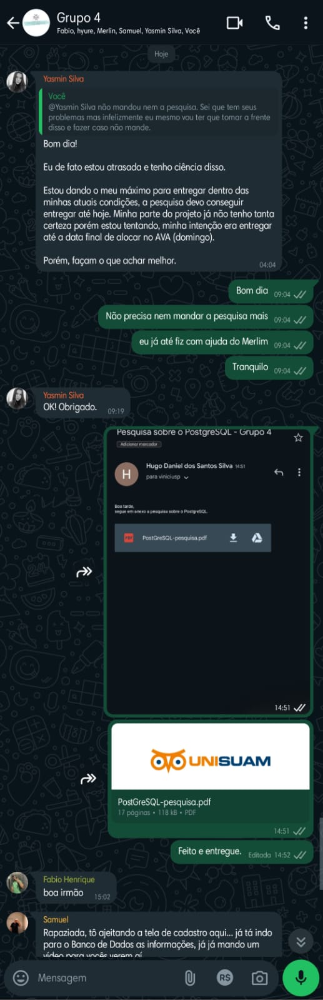 Grupo 4
Fabio, hyure, Merlin, Samuel, Yasmin Silva, Você
Hoje
Yasmin Silva
Você
@Yasmin Silva não mandou nem a pesquisa. Sei que tem seus
problemas mas infelizmente eu mesmo vou ter que tomar a frente
disso e fazer caso não mande.
Bom dia!
Eu de fato estou atrasada e tenho ciência disso.
Estou dando o meu máximo para entregar dentro das
minhas atuais condições, a pesquisa devo conseguir
entregar até hoje. Minha parte do projeto já não tenho tanta
certeza porém estou tentando, minha intenção era entregar
até a data final de alocar no AVA (domingo).
Porém, façam o que achar melhor.
04:04
Bom dia 09:04
Não precisa nem mandar a pesquisa mais 09:04
eu já até fiz com ajuda do Merlim 09:04
Tranquilo 09:04
Yasmin Silva
OK! Obrigado. 09:19
Pesquisa sobre o PostgreSQL - Grupo 4
Adicionar marcador
H
Hugo Daniel dos Santos Silva 14:51
para viniciusp
Boa tarde,
segue em anexo a pesquisa sobre o PostgreSQL.
PDF PostGreSQL-pesquisa.pdf
14:51
UNISUAM
PostGreSQL-pesquisa.pdf
17 páginas • 118 kB • PDF
14:51
Feito e entregue. Editada 14:52
Fabio Henrique
boa irmão 15:02
Samuel
Rapaziada, tô ajeitando a tela de cadastro aqui... já tá indo
para o Banco de Dados as informações, já já mando um
vídeo para vocês verem aí
Mensagem
R$